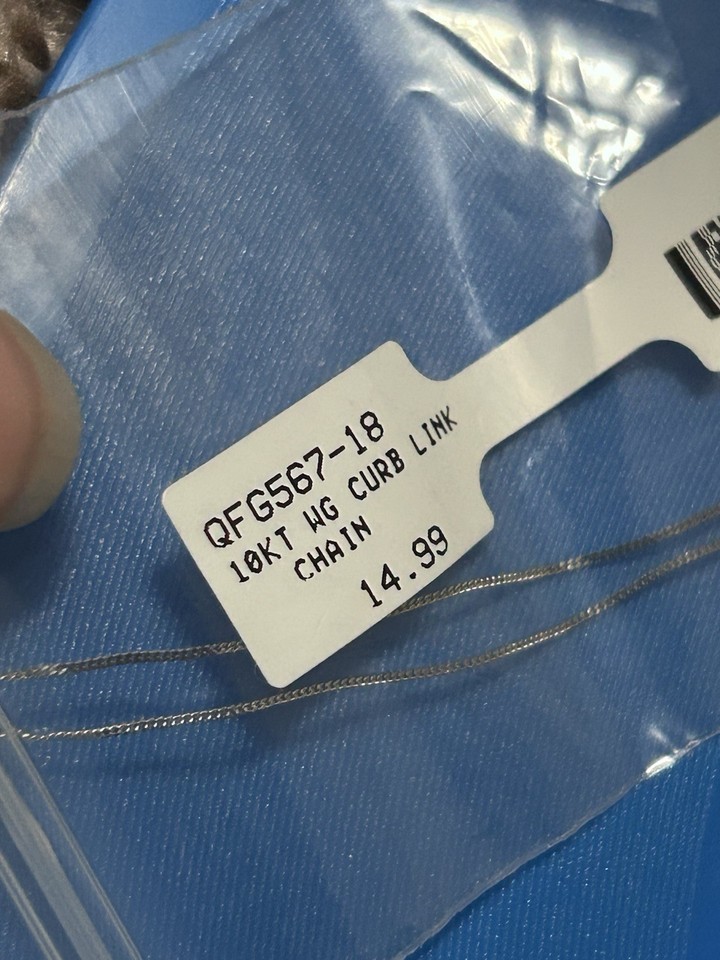 QFG567-18
10KT WG CURB LINK
CHAIN
14.99